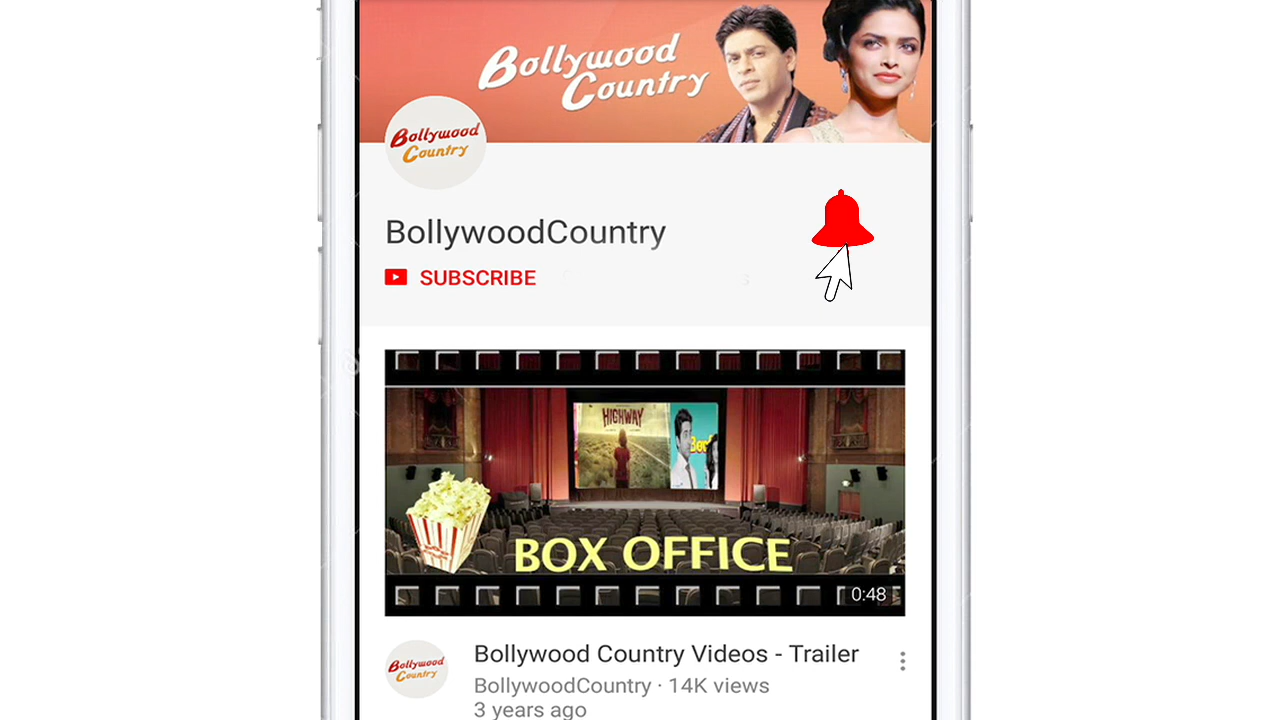 Bollywood
Country
Bollywood
Country
BollywoodCountry
SUBSCRIBE
HIGHWAY
BOX OFFICE
0:48
Bollywood
Country
Bollywood Country Videos - Trailer
BollywoodCountry · 14K views
3 years ago